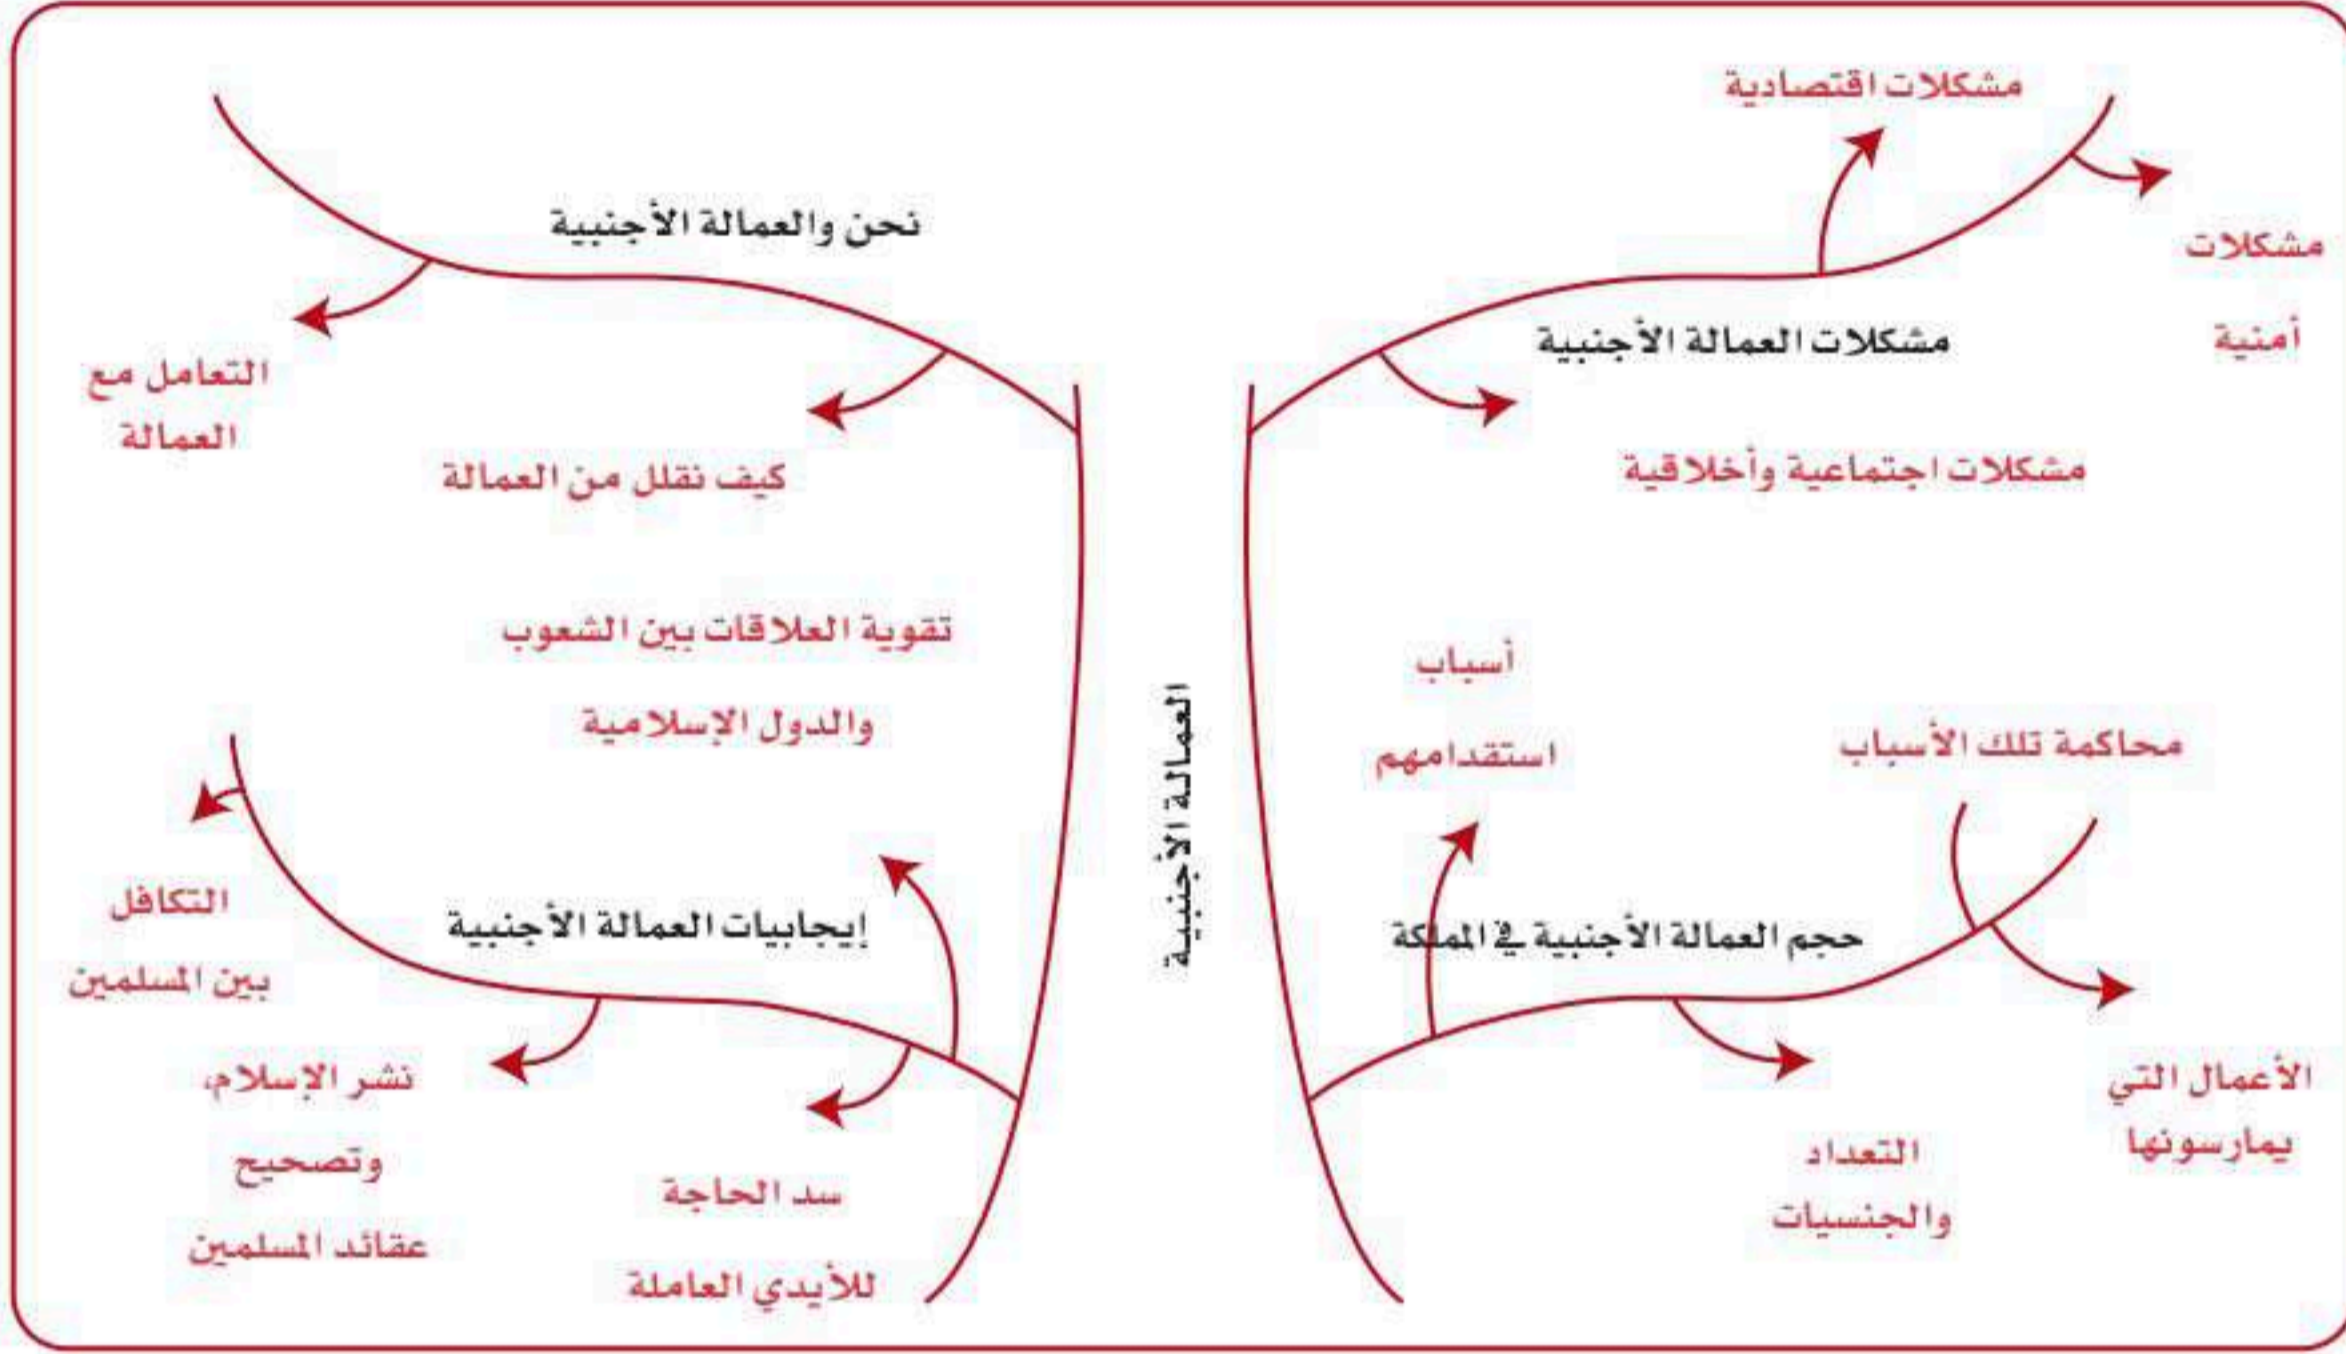 العمالة الأجنبية
مشكلات العمالة الأجنبية
مشكلات اقتصادية
مشكلات
أمنية
مشكلات اجتماعية وأخلاقية
حجم العمالة الأجنبية في المملكة
أسباب
استقدامهم
محاكمة تلك الأسباب
الأعمال التي
يمارسونها
التعداد
والجنسيات
نحن والعمالة الأجنبية
كيف نقلل من العمالة
التعامل مع
العمالة
إيجابيات العمالة الأجنبية
تقوية العلاقات بين الشعوب
والدول الإسلامية
سد الحاجة
للأيدي العاملة
نشر الإسلام،
وتصحيح
عقائد المسلمين
التكافل
بين المسلمين